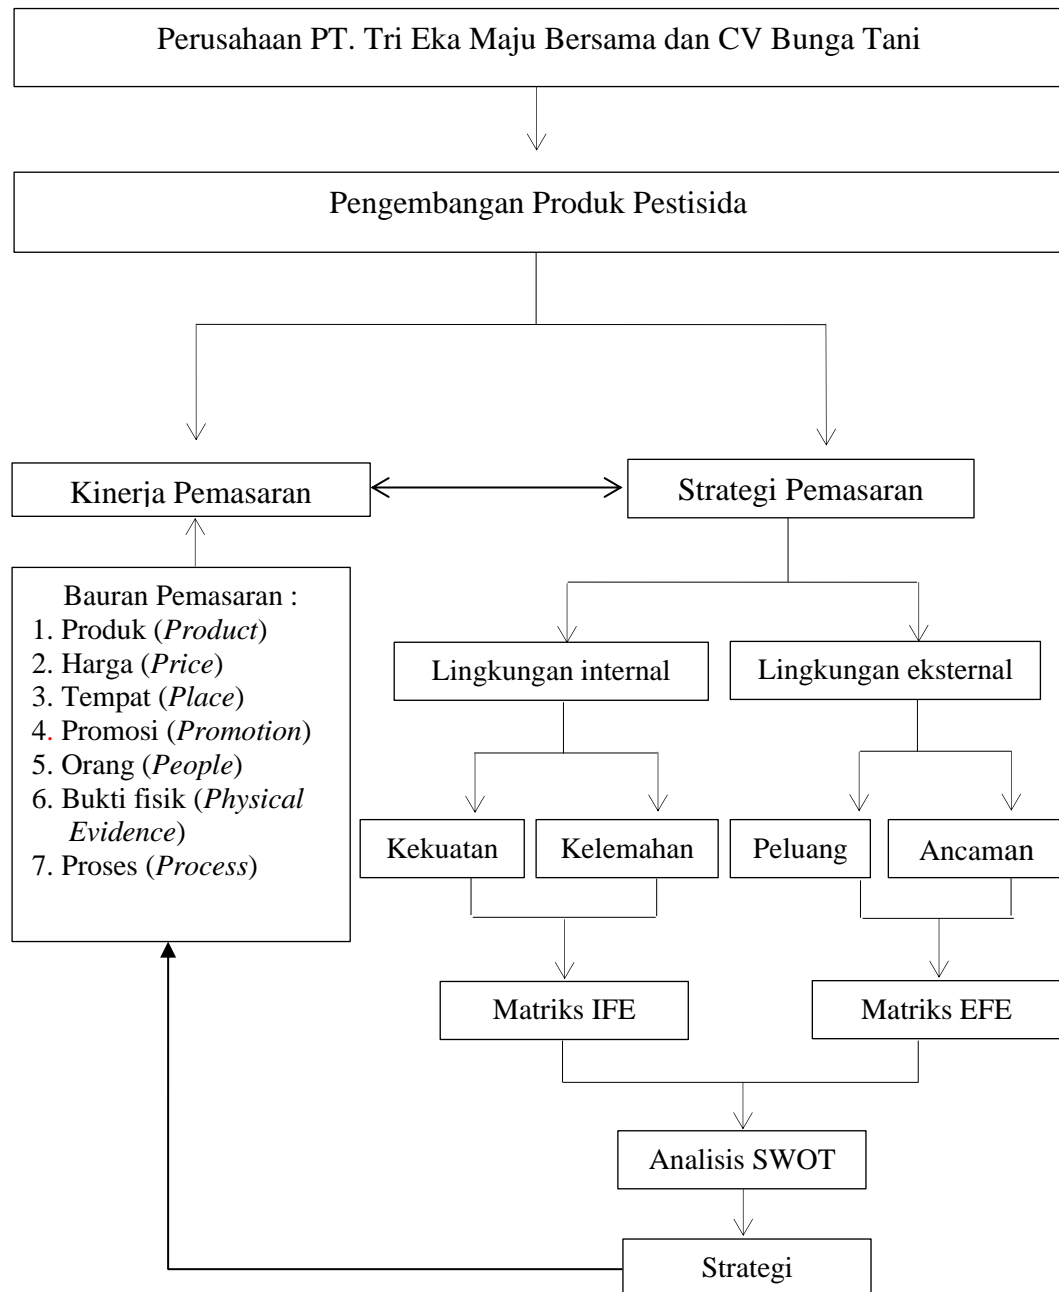 Perusahaan PT. Tri Eka Maju Bersama dan CV Bunga Tani
Pengembangan Produk Pestisida
Kinerja Pemasaran
Strategi Pemasaran
Bauran Pemasaran :
1. Produk (Product)
2. Harga (Price)
3. Tempat (Place)
4. Promosi (Promotion)
5. Orang (People)
6. Bukti fisik (Physical
Evidence)
7. Proses (Process)
Lingkungan internal
Lingkungan eksternal
Kekuatan
Kelemahan
Peluang
Ancaman
Matriks IFE
Matriks EFE
Analisis SWOT
Strategi